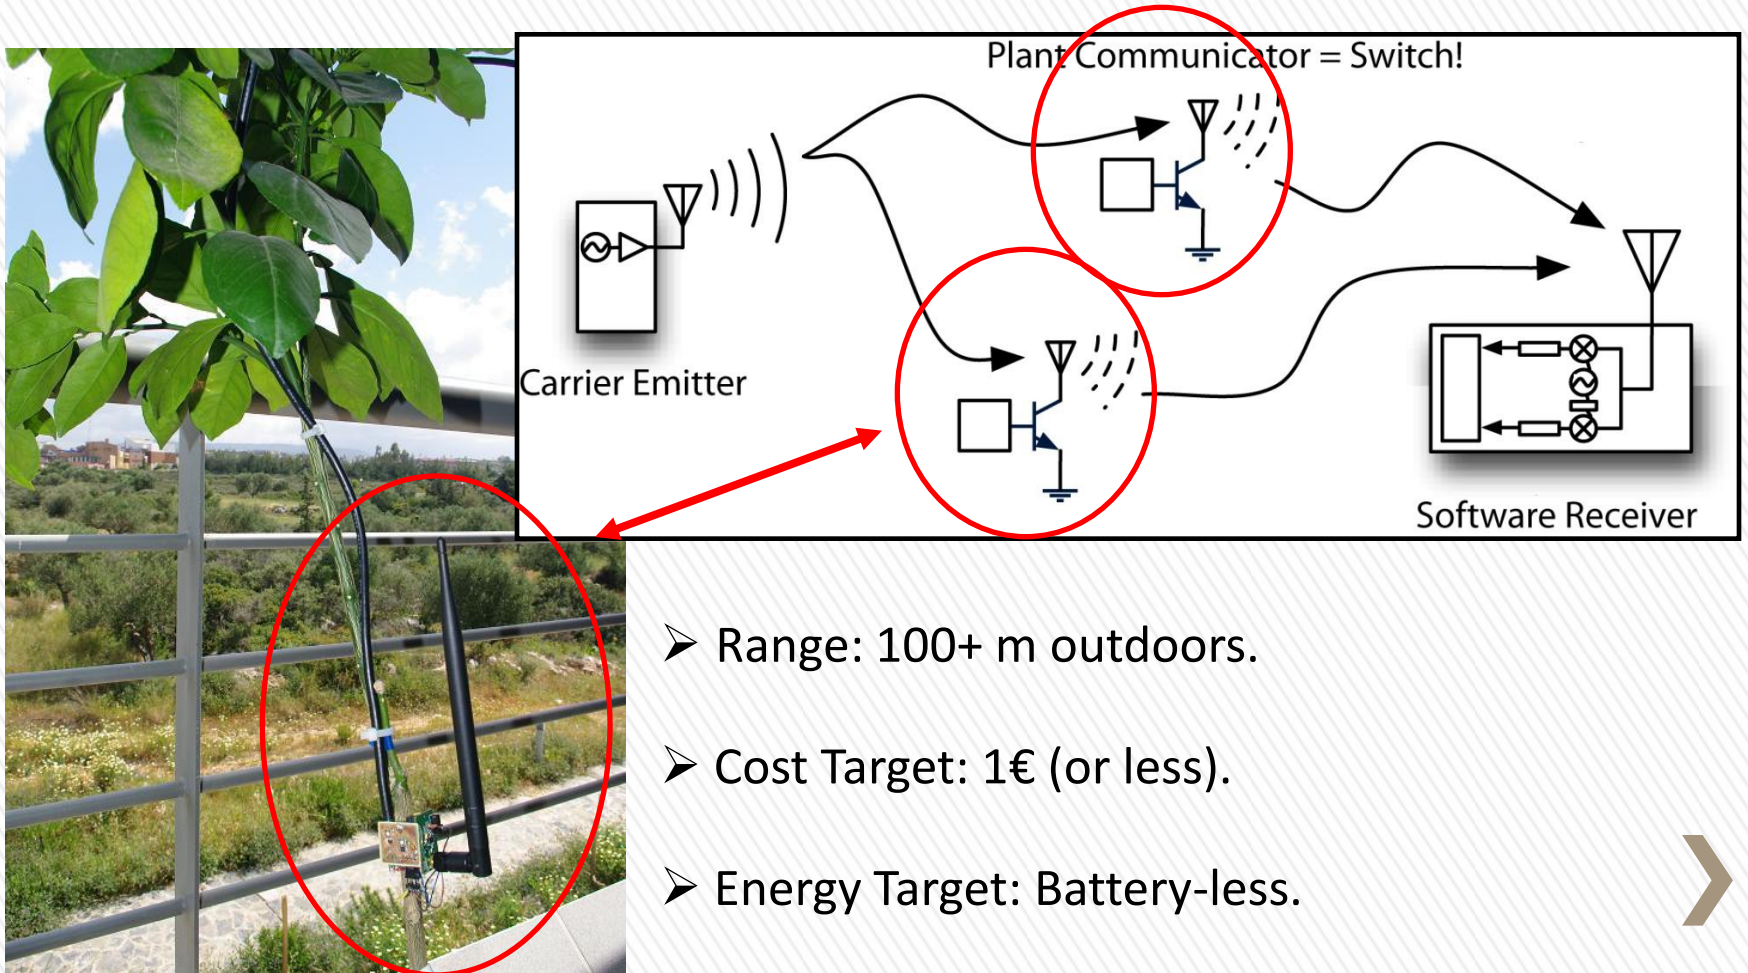 Plant Communicator = Switch!
Carrier Emitter
Software Receiver
Range: 100+ m outdoors.
Cost Target: 1€ (or less).
Energy Target: Battery-less.